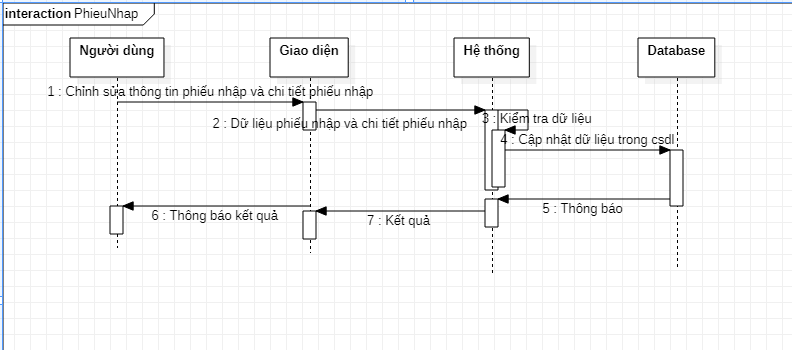 interaction PhieuNhap
Người dùng
Giao diện
Hệ thống
Database
1 : Chỉnh sửa thông tin phiếu nhập và chi tiết phiếu nhập
2 : Dữ liệu phiếu nhập và chi tiết phiếu nhập
3 : Kiểm tra dữ liệu
4 : Cập nhật dữ liệu trong csdl
5 : Thông báo
6 : Thông báo kết quả
7 : Kết quả